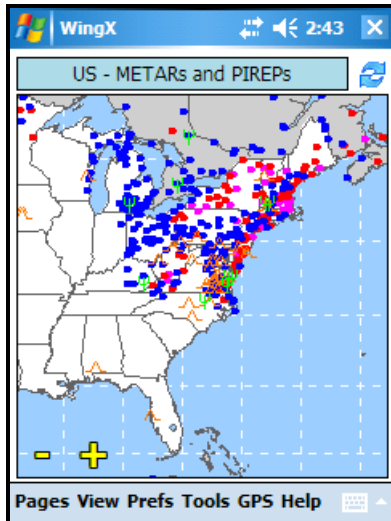 WingX 2:43
US - METARs and PIREPs
Pages View Prefs Tools GPS Help